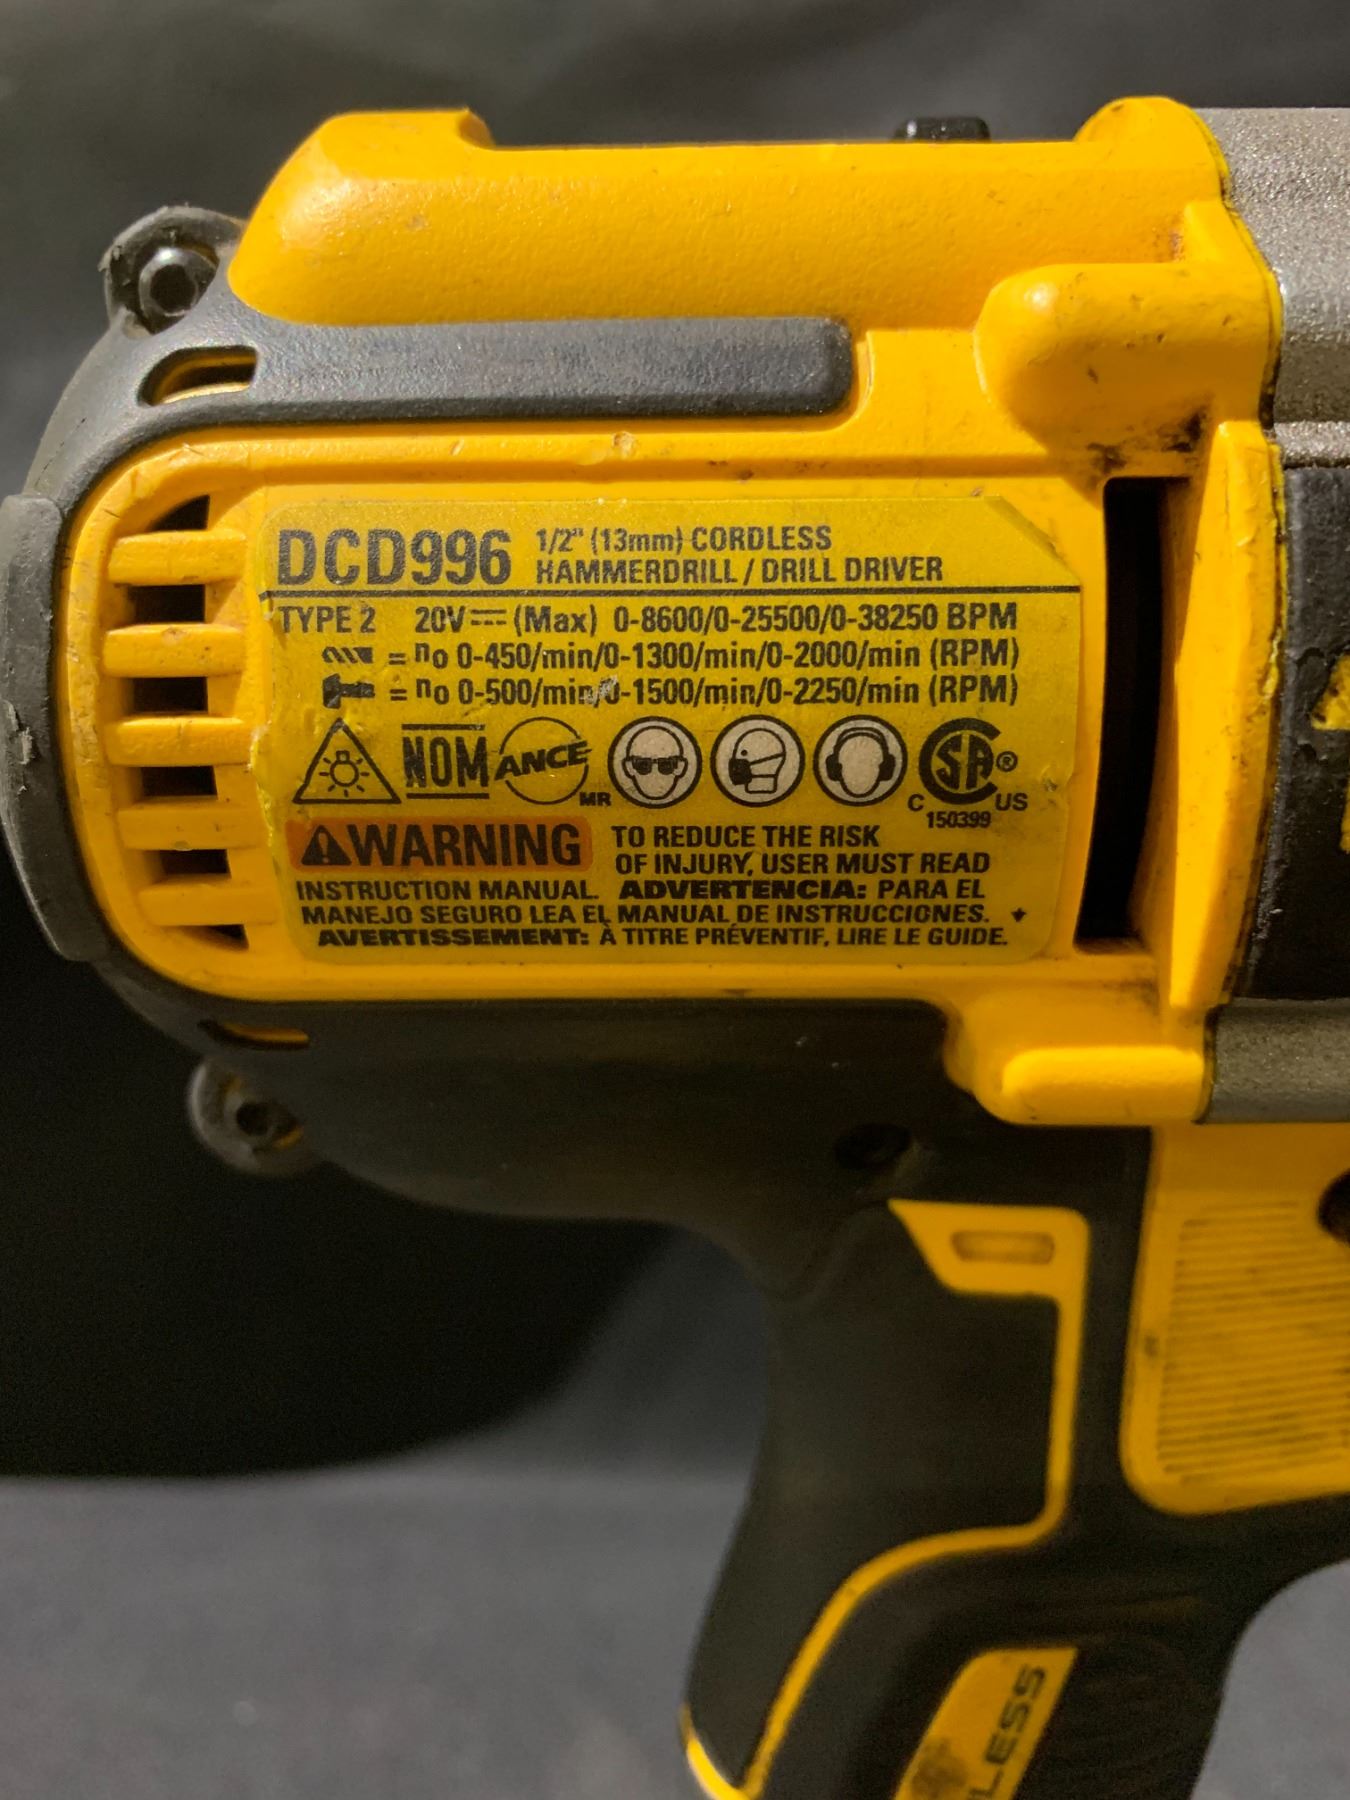 DCD996 1/2" (13mm) CORDLESS
HAMMERDRILL / DRILL DRIVER
TYPE 2 20V (Max) 0-8600/0-25500/0-38250 BPM
= no 0-450/min/0-1300/min/0-2000/min (RPM)
= no 0-500/min/0-1500/min/0-2250/min (RPM)
NOM ANCE MR
SA ®
C US
150399
WARNING TO REDUCE THE RISK
OF INJURY, USER MUST READ
INSTRUCTION MANUAL. ADVERTENCIA: PARA EL
MANEJO SEGURO LEA EL MANUAL DE INSTRUCCIONES.
AVERTISSEMENT: À TITRE PRÉVENTIF, LIRE LE GUIDE.